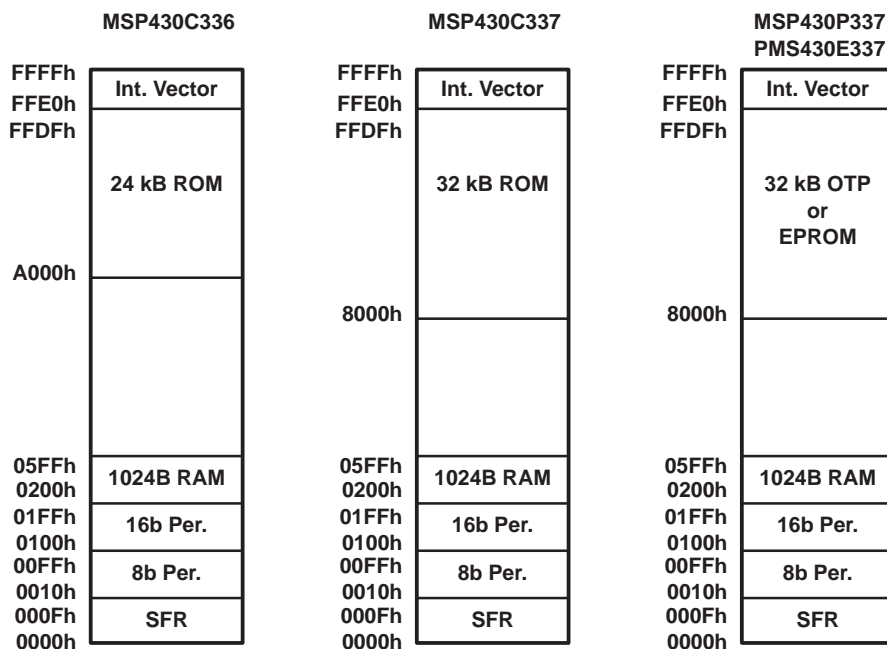 MSP430C336
FFFFh
Int. Vector
FFE0h
FFDFh
24 kB ROM
A000h
05FFh
1024B RAM
0200h
01FFh
16b Per.
0100h
00FFh
8b Per.
0010h
000Fh
SFR
0000h
MSP430C337
FFFFh
Int. Vector
FFE0h
FFDFh
32 kB ROM
8000h
05FFh
1024B RAM
0200h
01FFh
16b Per.
0100h
00FFh
8b Per.
0010h
000Fh
SFR
0000h
MSP430P337
PMS430E337
FFFFh
Int. Vector
FFE0h
FFDFh
32 kB OTP
or
EPROM
8000h
05FFh
1024B RAM
0200h
01FFh
16b Per.
0100h
00FFh
8b Per.
0010h
000Fh
SFR
0000h